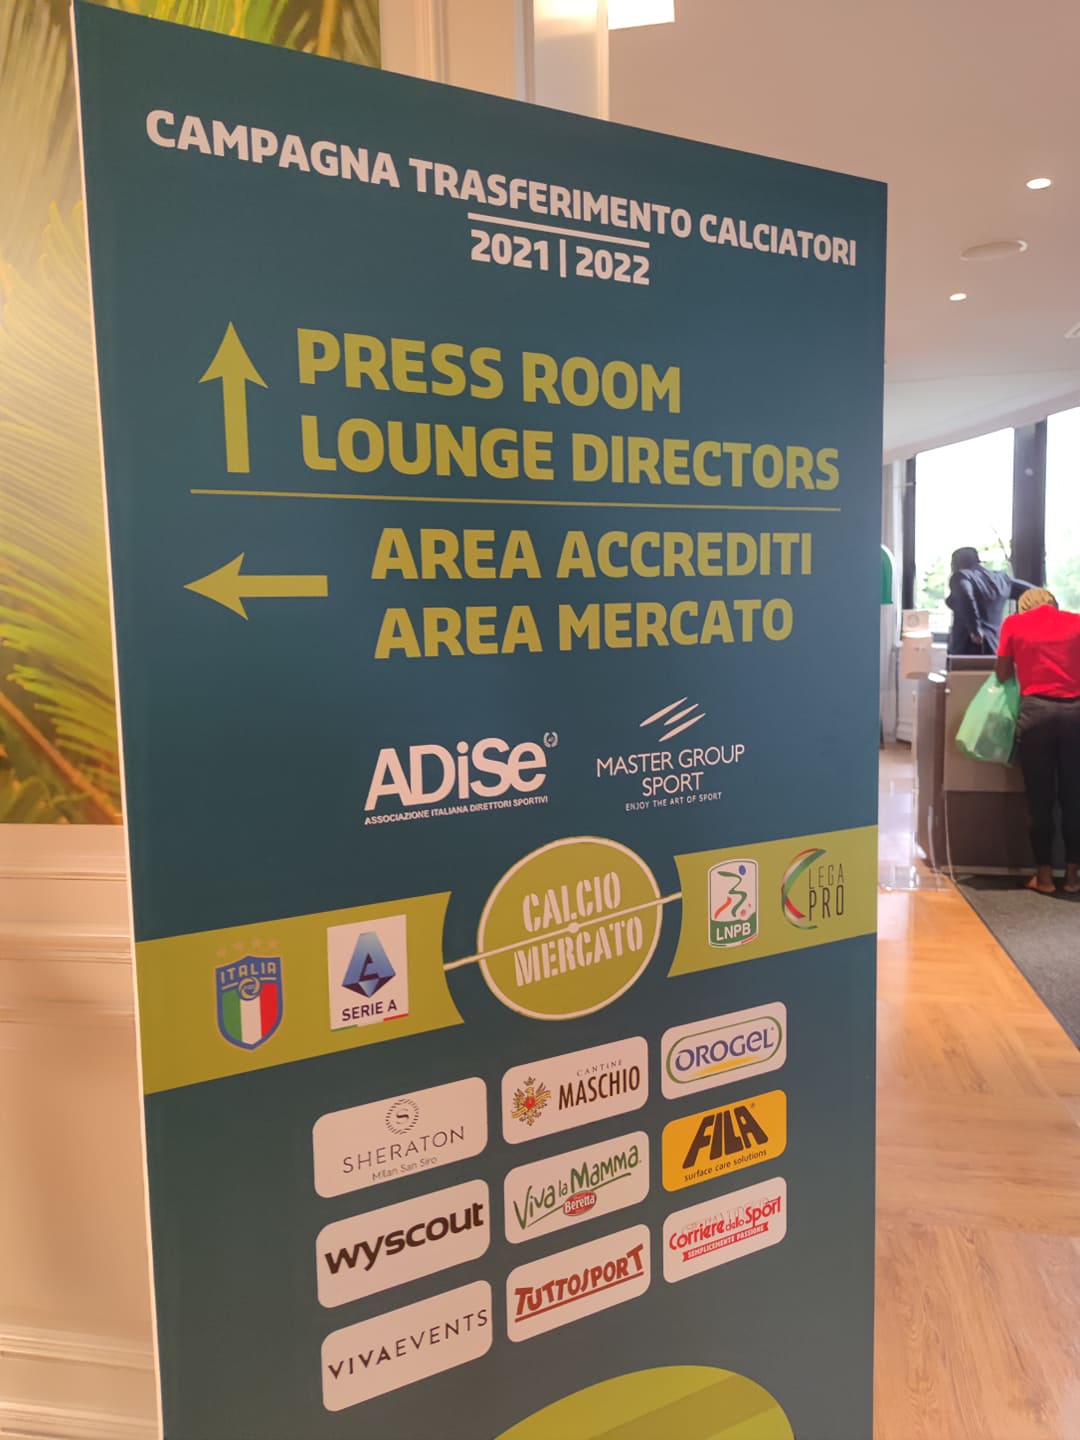 CAMPAGNA TRASFERIMENTO CALCIATORI
2021 | 2022
PRESS ROOM
LOUNGE DIRECTORS
AREA ACCREDITI
AREA MERCATO
ADiSe
ASSOCIAZIONE ITALIANA DIRETTORI SPORTIVI
MASTER GROUP
SPORT
ENJOY THE ART OF SPORT
ITALIA
SERIE A
CALCIO
MERCATO
LNPB
LEGA
PRO
S
SHERATON
Milan San Siro
CANTINE
MASCHIO
OROGEL
wyscout
Viva la Mamma
Beretta
FILA
surface care solutions
VIVAEVENTS
TUTTOSPORT
Corriere dello Sport
SEMPLICEMENTE PASSIONE